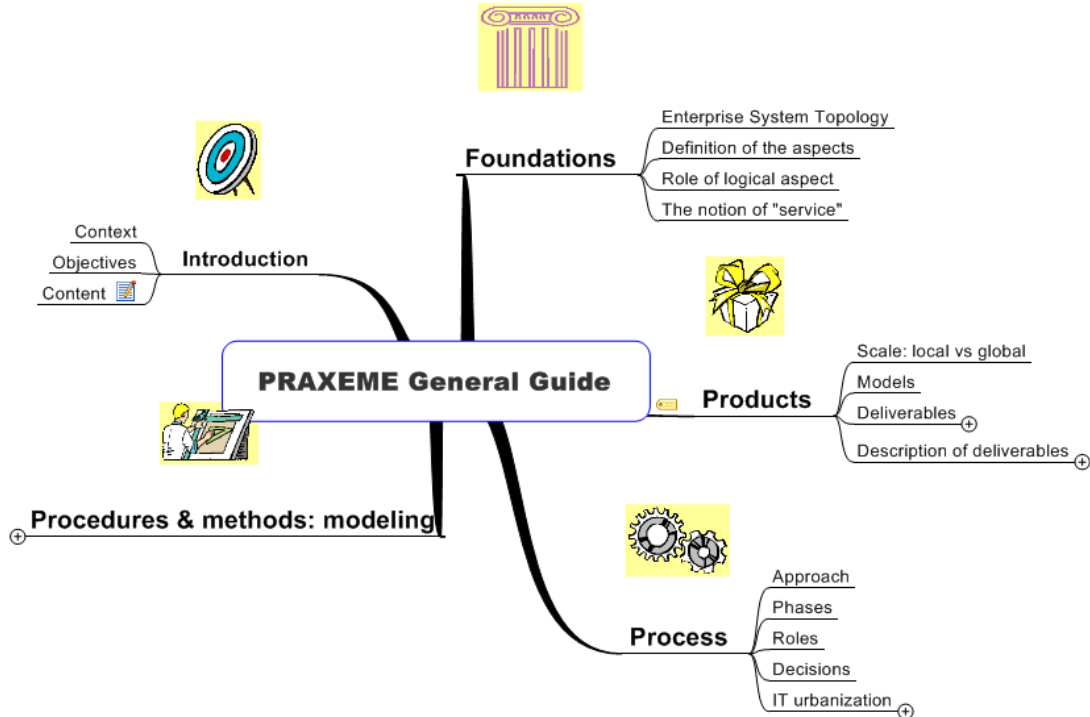 PRAXEME General Guide
Introduction
Context
Objectives
Content
Foundations
Enterprise System Topology
Definition of the aspects
Role of logical aspect
The notion of "service"
Products
Scale: local vs global
Models
Deliverables
Description of deliverables
Process
Approach
Phases
Roles
Decisions
IT urbanization
Procedures & methods: modeling